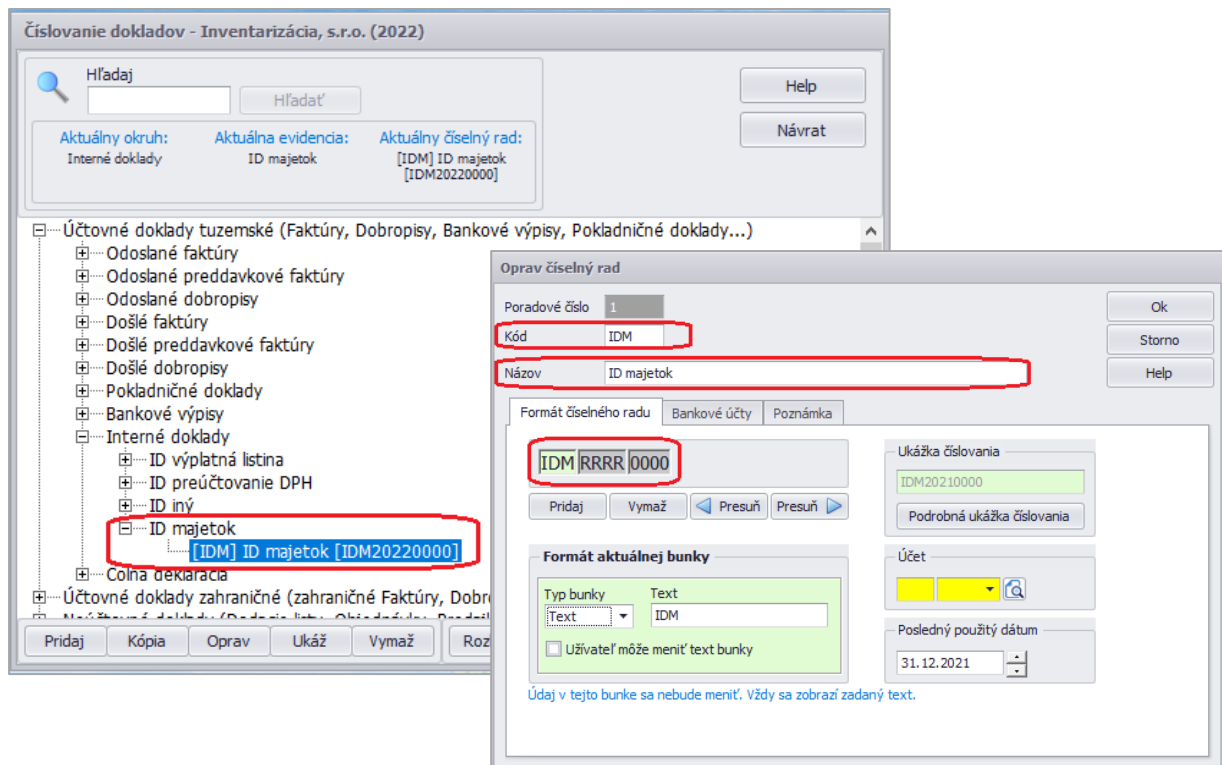 Číslovanie dokladov - Inventarizácia, s.r.o. (2022)
Hľadaj
Hľadať
Help
Návrat
Aktuálny okruh: Aktuálna evidencia: Aktuálny číselný rad:
Interné doklady ID majetok [IDM] ID majetok
[IDM20220000]
Účtovné doklady tuzemské (Faktúry, Dobropisy, Bankové výpisy, Pokladničné doklady...)
Odoslané faktúry
Odoslané preddavkové faktúry
Odoslané dobropisy
Došlé faktúry
Došlé preddavkové faktúry
Došlé dobropisy
Pokladničné doklady
Bankové výpisy
Interné doklady
ID výplatná listina
ID preúčtovanie DPH
ID iný
ID majetok
[IDM] ID majetok [IDM20220000]
Colná deklarácia
Účtovné doklady zahraničné (zahraničné Faktúry, Dobro
Pridaj Kópia Oprav Ukáž Vymaž Roz
Oprav číselný rad
Poradové číslo 1
Kód IDM
Názov ID majetok
Ok
Storno
Help
Formát číselného radu Bankové účty Poznámka
IDM RRRR 0000
Pridaj Vymaž Presuň Presuň
Formát aktuálnej bunky
Typ bunky Text
Text IDM
Užívateľ môže meniť text bunky
Údaj v tejto bunke sa nebude meniť. Vždy sa zobrazí zadaný text.
Ukážka číslovania
IDM20210000
Podrobná ukážka číslovania
Účet
Posledný použitý dátum
31.12.2021